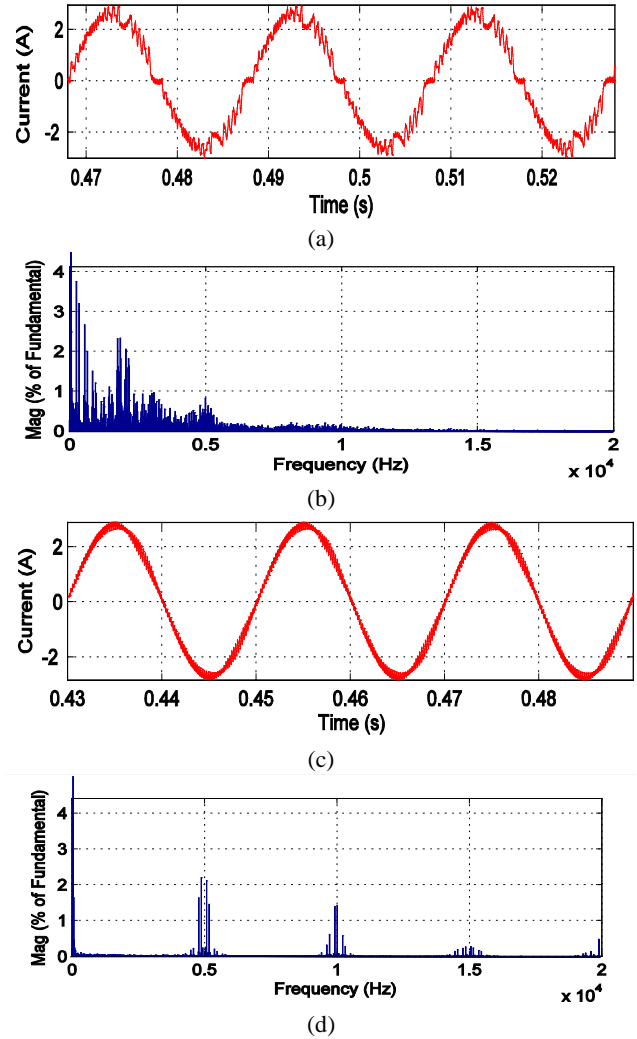 Current (A)
2
0
-2
0.47 0.48 0.49 0.5 0.51 0.52
Time (s)
(a)
Mag (% of Fundamental)
4
3
2
1
0
0 0.5 1 1.5 2
Frequency (Hz)
x 10^4
(b)
Current (A)
2
0
-2
0.43 0.44 0.45 0.46 0.47 0.48
Time (s)
(c)
Mag (% of Fundamental)
4
3
2
1
0
0 0.5 1 1.5 2
Frequency (Hz)
x 10^4
(d)